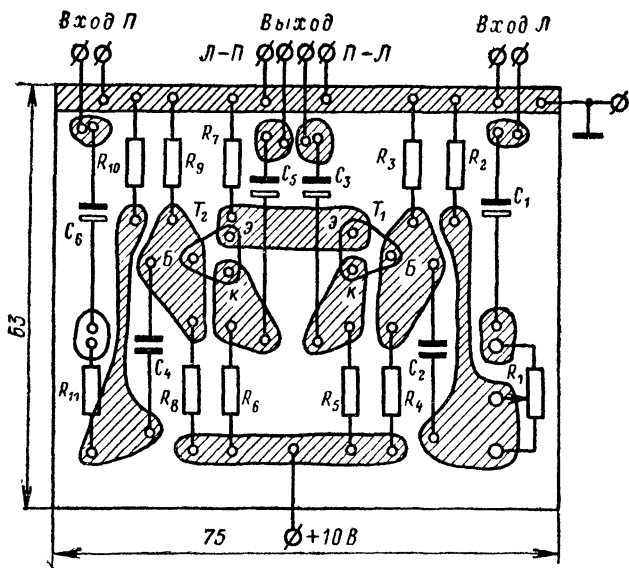 Вход П Выход Вход Л
Л-П П-Л
R10 R9 R7 C5 C3 R3 R2
C6 T2 Э Э T1 C1
Б К К Б
63
C4 C2 R1
R11 R8 R6 R5 R4
75 +10 В